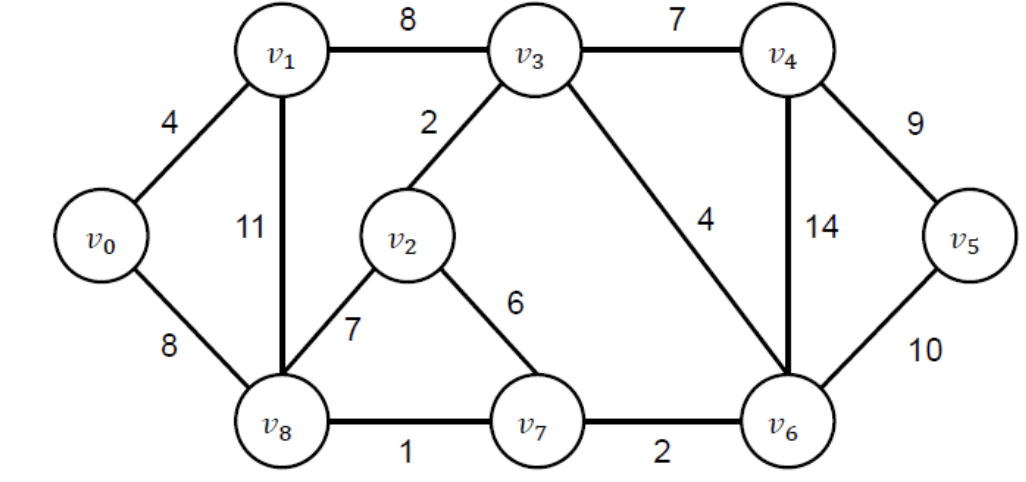 8 7
v₁ v₃ v₄
4 2 9
11 4 14
v₀ v₂ v₅
6
8 7 10
v₈ v₇ v₆
1 2